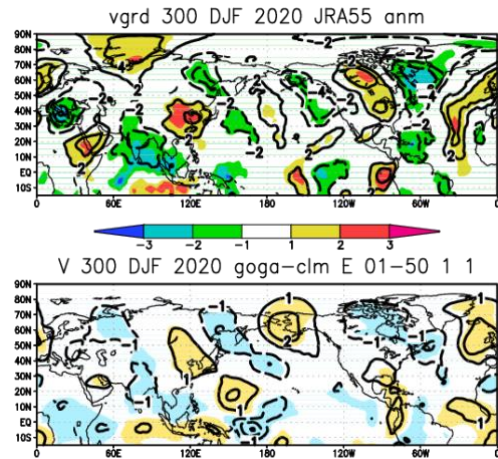 vgrd 300 DJF 2020 JRA55 anm
90N
80N
70N
60N
50N
40N
30N
20N
10N
EQ
10S
0 60E 120E 180 120W 60W 0
-3 -2 -1 1 2 3
V 300 DJF 2020 goga-clm E 01-50 1 1
90N
80N
70N
60N
50N
40N
30N
20N
10N
EQ
10S
0 60E 120E 180 120W 60W 0